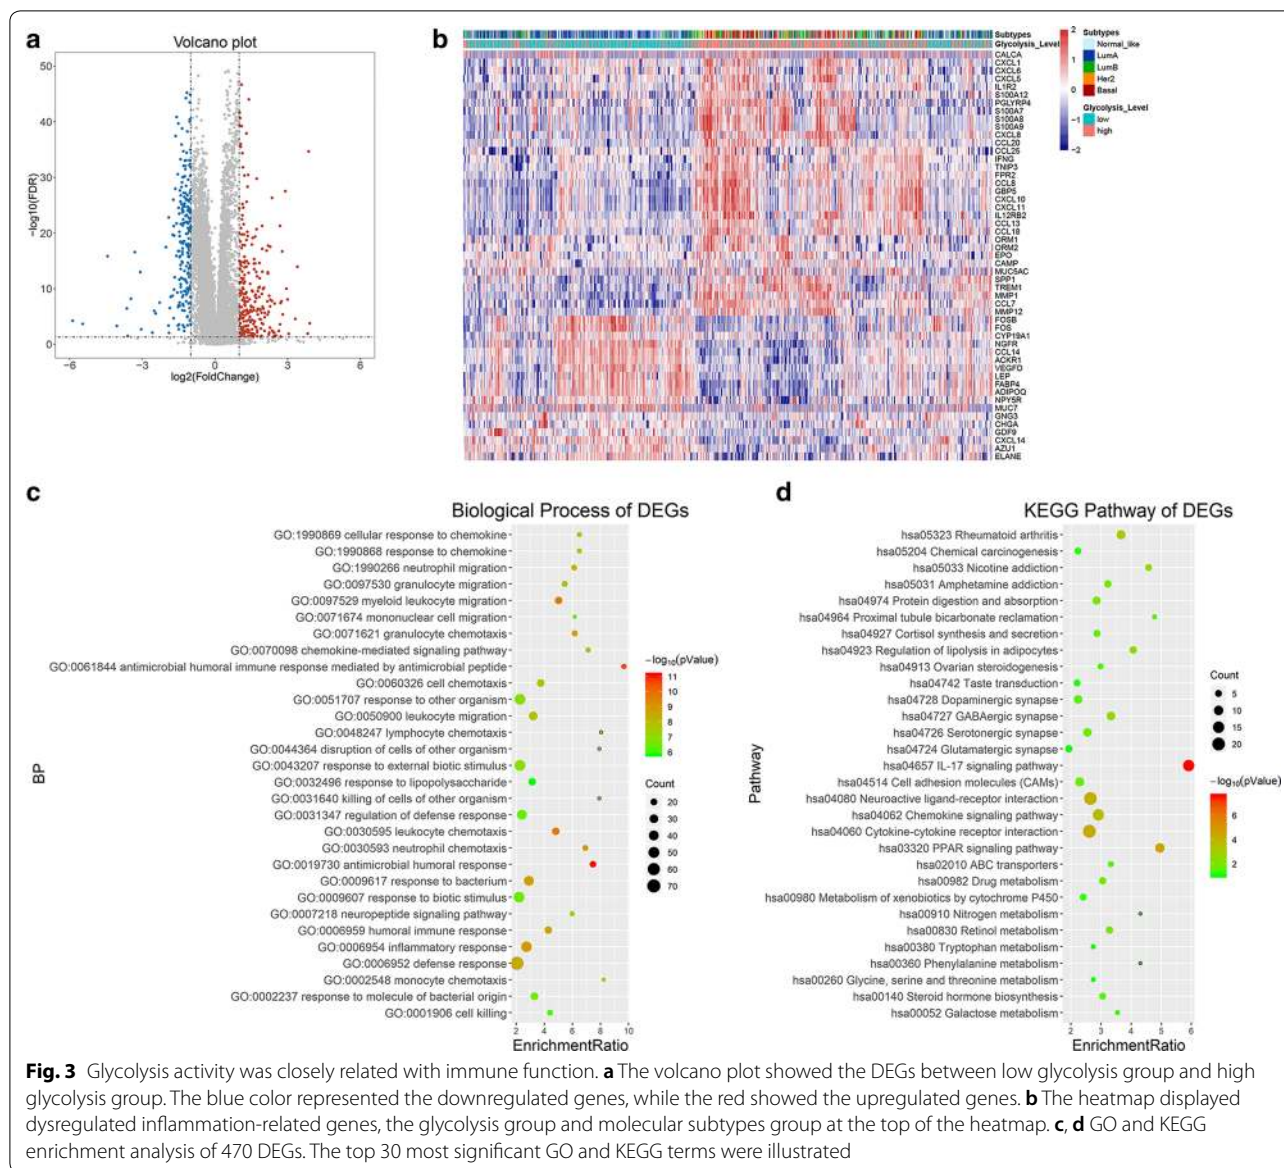 a
Volcano plot
50
40
30
20
10
0
−log10(FDR)
−6 −3 0 3 6
log2(FoldChange)
b
Subtypes
Glycolysis_Level
CALCA
CXCL1
CXCL6
CXCL5
IL1R2
S100A12
PGLYRP4
S100A7
S100A8
S100A9
CXCL8
CCL20
CCL25
IFNG
TNIP3
FPR2
CCL8
GBP5
CXCL10
CXCL11
IL12RB2
CCL13
CCL18
ORM1
ORM2
EPO
CAMP
MUC5AC
SPP1
TREM1
MMP1
CCL7
MMP12
FOSB
FOS
CYP19A1
NGFR
CCL14
ACKR1
VEGFD
LEP
FABP4
ADIPOQ
NPY5R
MUC7
GNG3
CHGA
GDF9
CXCL14
AZU1
ELANE
2
1
0
−1
−2
Subtypes
Normal_like
LumA
LumB
Her2
Basal
Glycolysis_Level
low
high
c
Biological Process of DEGs
BP
GO:1990869 cellular response to chemokine
GO:1990868 response to chemokine
GO:1990266 neutrophil migration
GO:0097530 granulocyte migration
GO:0097529 myeloid leukocyte migration
GO:0071674 mononuclear cell migration
GO:0071621 granulocyte chemotaxis
GO:0070098 chemokine-mediated signaling pathway
GO:0061844 antimicrobial humoral immune response mediated by antimicrobial peptide
GO:0060326 cell chemotaxis
GO:0051707 response to other organism
GO:0050900 leukocyte migration
GO:0048247 lymphocyte chemotaxis
GO:0044364 disruption of cells of other organism
GO:0043207 response to external biotic stimulus
GO:0032496 response to lipopolysaccharide
GO:0031640 killing of cells of other organism
GO:0031347 regulation of defense response
GO:0030595 leukocyte chemotaxis
GO:0030593 neutrophil chemotaxis
GO:0019730 antimicrobial humoral response
GO:0009617 response to bacterium
GO:0009607 response to biotic stimulus
GO:0007218 neuropeptide signaling pathway
GO:0006959 humoral immune response
GO:0006954 inflammatory response
GO:0006952 defense response
GO:0002548 monocyte chemotaxis
GO:0002237 response to molecule of bacterial origin
GO:0001906 cell killing
2 4 6 8 10
EnrichmentRatio
−log10(pValue)
11
10
9
8
7
6
Count
20
30
40
50
60
70
d
KEGG Pathway of DEGs
Pathway
hsa05323 Rheumatoid arthritis
hsa05204 Chemical carcinogenesis
hsa05033 Nicotine addiction
hsa05031 Amphetamine addiction
hsa04974 Protein digestion and absorption
hsa04964 Proximal tubule bicarbonate reclamation
hsa04927 Cortisol synthesis and secretion
hsa04923 Regulation of lipolysis in adipocytes
hsa04913 Ovarian steroidogenesis
hsa04742 Taste transduction
hsa04728 Dopaminergic synapse
hsa04727 GABAergic synapse
hsa04726 Serotonergic synapse
hsa04724 Glutamatergic synapse
hsa04657 IL-17 signaling pathway
hsa04514 Cell adhesion molecules (CAMs)
hsa04080 Neuroactive ligand-receptor interaction
hsa04062 Chemokine signaling pathway
hsa04060 Cytokine-cytokine receptor interaction
hsa03320 PPAR signaling pathway
hsa02010 ABC transporters
hsa00982 Drug metabolism
hsa00980 Metabolism of xenobiotics by cytochrome P450
hsa00910 Nitrogen metabolism
hsa00830 Retinol metabolism
hsa00380 Tryptophan metabolism
hsa00360 Phenylalanine metabolism
hsa00260 Glycine, serine and threonine metabolism
hsa00140 Steroid hormone biosynthesis
hsa00052 Galactose metabolism
2 3 4 5 6
EnrichmentRatio
Count
5
10
15
20
−log10(pValue)
6
4
2
Fig. 3 Glycolysis activity was closely related with immune function. a The volcano plot showed the DEGs between low glycolysis group and high
glycolysis group. The blue color represented the downregulated genes, while the red showed the upregulated genes. b The heatmap displayed
dysregulated inflammation-related genes, the glycolysis group and molecular subtypes group at the top of the heatmap. c, d GO and KEGG
enrichment analysis of 470 DEGs. The top 30 most significant GO and KEGG terms were illustrated